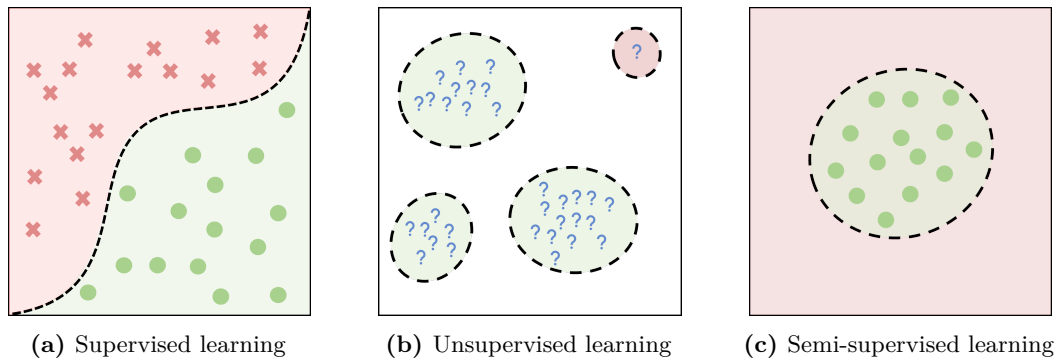 ? ? ? ? ? ? ? ? ? ? ? ?
?
? ? ? ? ? ? ? ?
? ? ? ? ? ? ? ? ? ? ? ? ? ? ? ?
(a) Supervised learning
(b) Unsupervised learning
(c) Semi-supervised learning